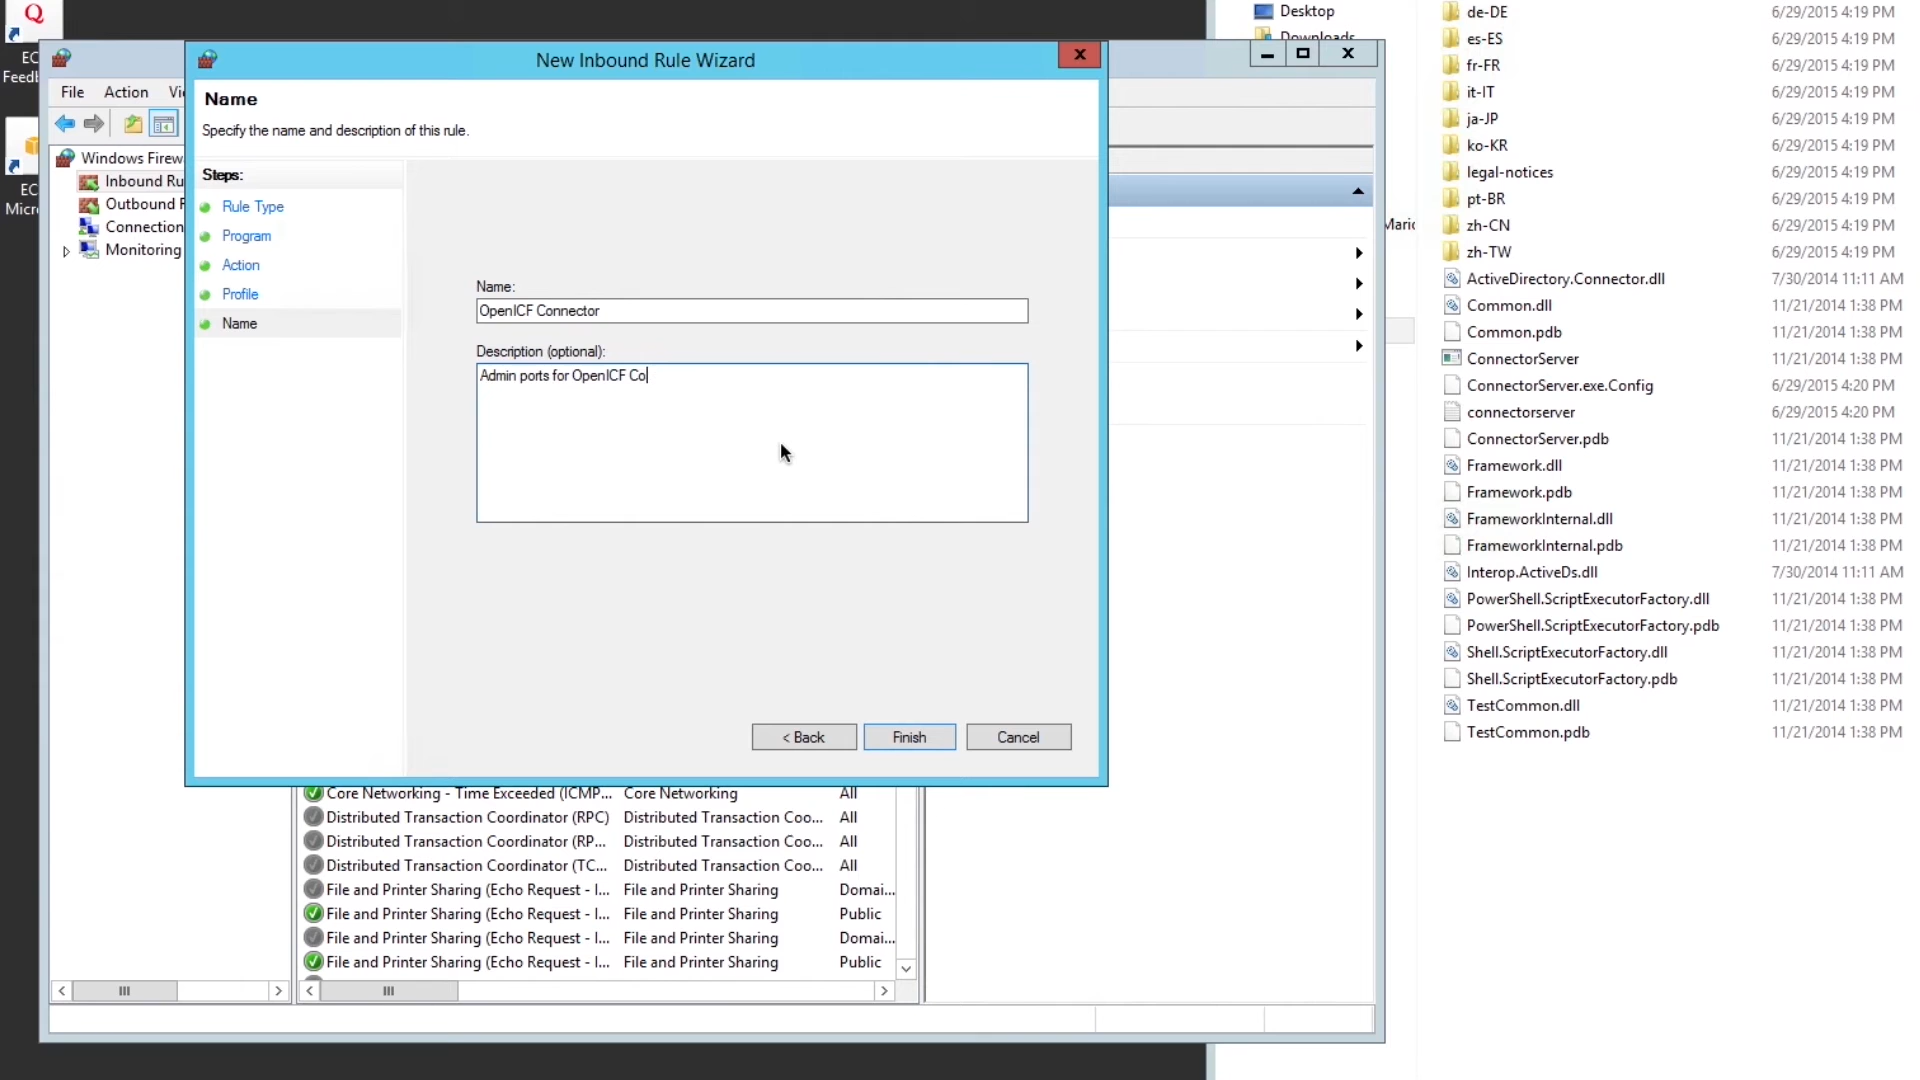 Q
EC
Feedb
EC
Micro
New Inbound Rule Wizard
x
File
Action
Vi
Windows Firew
Inbound Ru
Outbound R
Connection
Monitoring
Name
Specify the name and description of this rule.
Steps:
Rule Type
Program
Action
Profile
Name
Name:
OpenICF Connector
Description (optional):
Admin ports for OpenICF Co
< Back
Finish
Cancel
Core Networking - Time Exceeded (ICMP... Core Networking All
Distributed Transaction Coordinator (RPC) Distributed Transaction Coo... All
Distributed Transaction Coordinator (RP... Distributed Transaction Coo... All
Distributed Transaction Coordinator (TC... Distributed Transaction Coo... All
File and Printer Sharing (Echo Request - I... File and Printer Sharing Domai...
File and Printer Sharing (Echo Request - I... File and Printer Sharing Public
File and Printer Sharing (Echo Request - I... File and Printer Sharing Domai...
File and Printer Sharing (Echo Request - I... File and Printer Sharing Public
Desktop
Downloads
Mario
de-DE 6/29/2015 4:19 PM
es-ES 6/29/2015 4:19 PM
fr-FR 6/29/2015 4:19 PM
it-IT 6/29/2015 4:19 PM
ja-JP 6/29/2015 4:19 PM
ko-KR 6/29/2015 4:19 PM
legal-notices 6/29/2015 4:19 PM
pt-BR 6/29/2015 4:19 PM
zh-CN 6/29/2015 4:19 PM
zh-TW 6/29/2015 4:19 PM
ActiveDirectory.Connector.dll 7/30/2014 11:11 AM
Common.dll 11/21/2014 1:38 PM
Common.pdb 11/21/2014 1:38 PM
ConnectorServer 11/21/2014 1:38 PM
ConnectorServer.exe.Config 6/29/2015 4:20 PM
connectorserver 6/29/2015 4:20 PM
ConnectorServer.pdb 11/21/2014 1:38 PM
Framework.dll 11/21/2014 1:38 PM
Framework.pdb 11/21/2014 1:38 PM
FrameworkInternal.dll 11/21/2014 1:38 PM
FrameworkInternal.pdb 11/21/2014 1:38 PM
Interop.ActiveDs.dll 7/30/2014 11:11 AM
PowerShell.ScriptExecutorFactory.dll 11/21/2014 1:38 PM
PowerShell.ScriptExecutorFactory.pdb 11/21/2014 1:38 PM
Shell.ScriptExecutorFactory.dll 11/21/2014 1:38 PM
Shell.ScriptExecutorFactory.pdb 11/21/2014 1:38 PM
TestCommon.dll 11/21/2014 1:38 PM
TestCommon.pdb 11/21/2014 1:38 PM